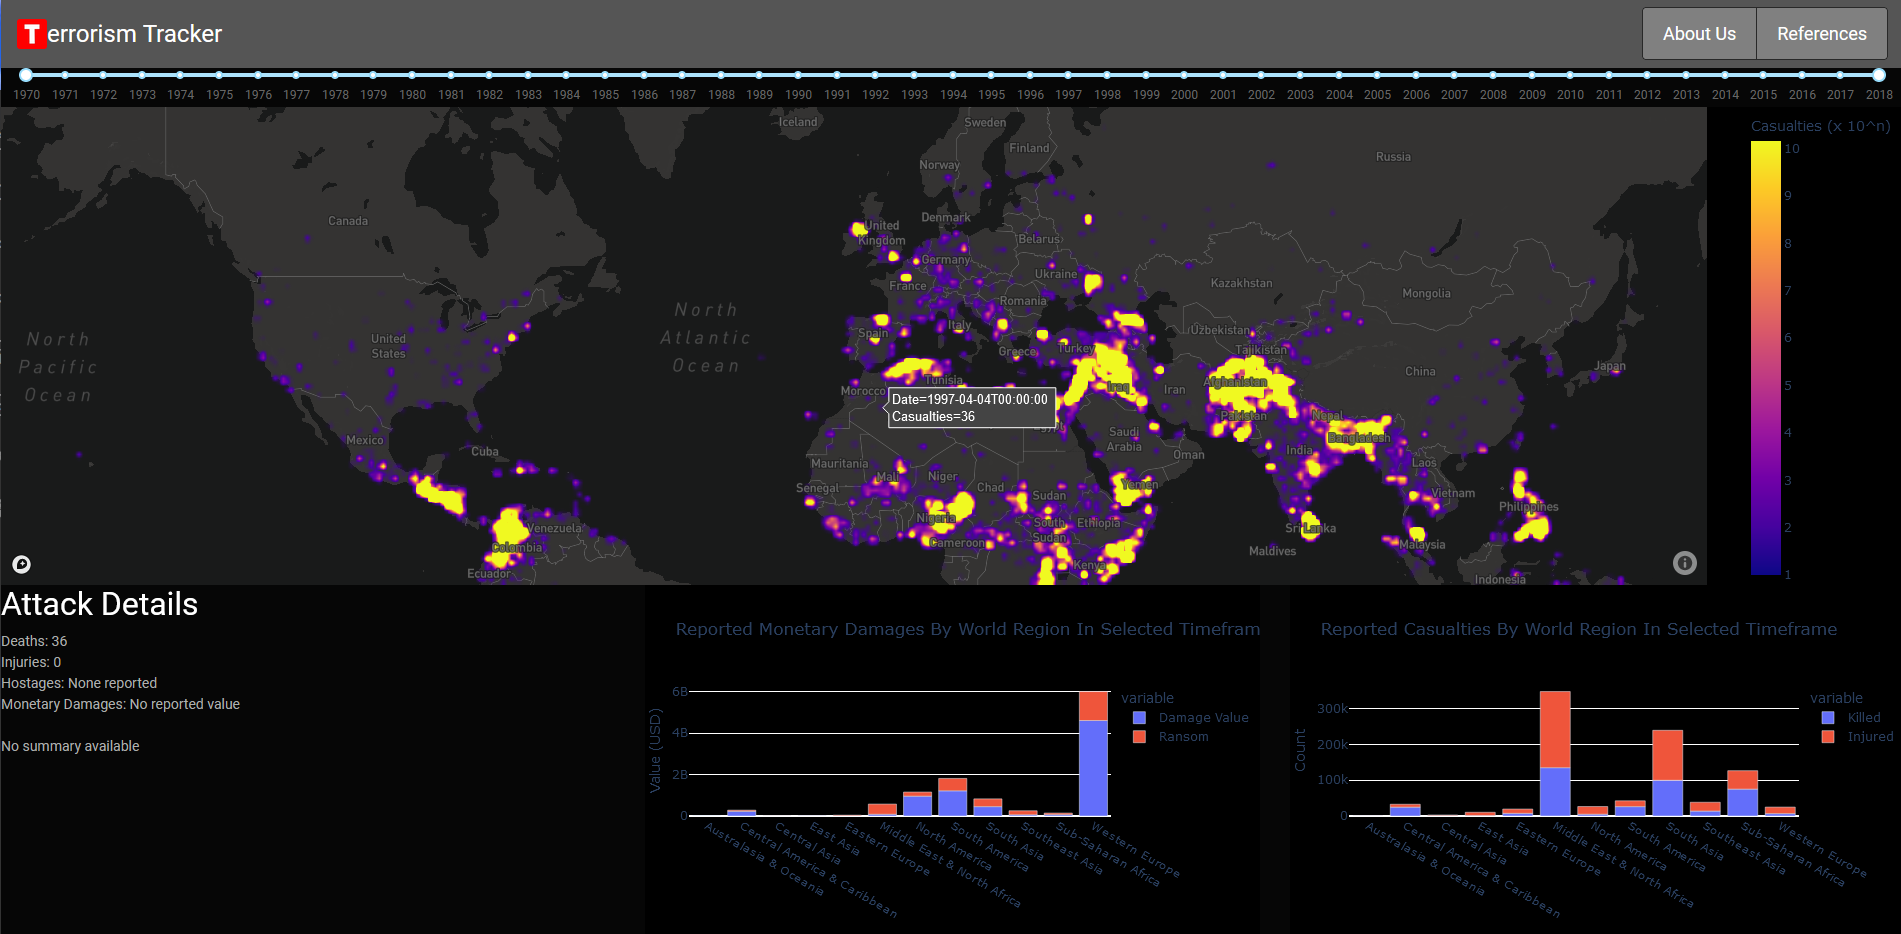 Terrorism Tracker
About Us
References
1970 1971 1972 1973 1974 1975 1976 1977 1978 1979 1980 1981 1982 1983 1984 1985 1986 1987 1988 1989 1990 1991 1992 1993 1994 1995 1996 1997 1998 1999 2000 2001 2002 2003 2004 2005 2006 2007 2008 2009 2010 2011 2012 2013 2014 2015 2016 2017 2018
Casualties (x 10^n)
10
9
8
7
6
5
4
3
2
1
Iceland
Sweden
Finland
Norway
Russia
Canada
Denmark
United
Kingdom
Belarus
Germany
Ukraine
France
Kazakhstan
Mongolia
Romania
North
Atlantic
Ocean
North
Pacific
Ocean
United
States
Spain
Italy
Uzbekistan
Greece
Turkey
Tajikistan
Japan
China
Tunisia
Morocco
Afghanistan
Iraq
Iran
Date=1997-04-04T00:00:00
Casualties=36
Pakistan
Nepal
Egypt
Saudi
Arabia
Bangladesh
Mexico
Cuba
India
Oman
Mauritania
Laos
Mali
Niger
Senegal
Chad
Sudan
Yemen
Vietnam
Philippines
Nigeria
South
Sudan
Ethiopia
Venezuela
Sri Lanka
Colombia
Cameroon
Maldives
Malaysia
Kenya
Ecuador
Indonesia
Attack Details
Deaths: 36
Injuries: 0
Hostages: None reported
Monetary Damages: No reported value
No summary available
Reported Monetary Damages By World Region In Selected Timefram
Value (USD)
6B
4B
2B
0
variable
Damage Value
Ransom
Australasia & Oceania
Central America & Caribbean
Central Asia
East Asia
Eastern Europe
Middle East & North Africa
North America
South America
South Asia
Southeast Asia
Sub-Saharan Africa
Western Europe
Reported Casualties By World Region In Selected Timeframe
Count
300k
200k
100k
0
variable
Killed
Injured
Australasia & Oceania
Central America & Caribbean
Central Asia
East Asia
Eastern Europe
Middle East & North Africa
North America
South America
South Asia
Southeast Asia
Sub-Saharan Africa
Western Europe